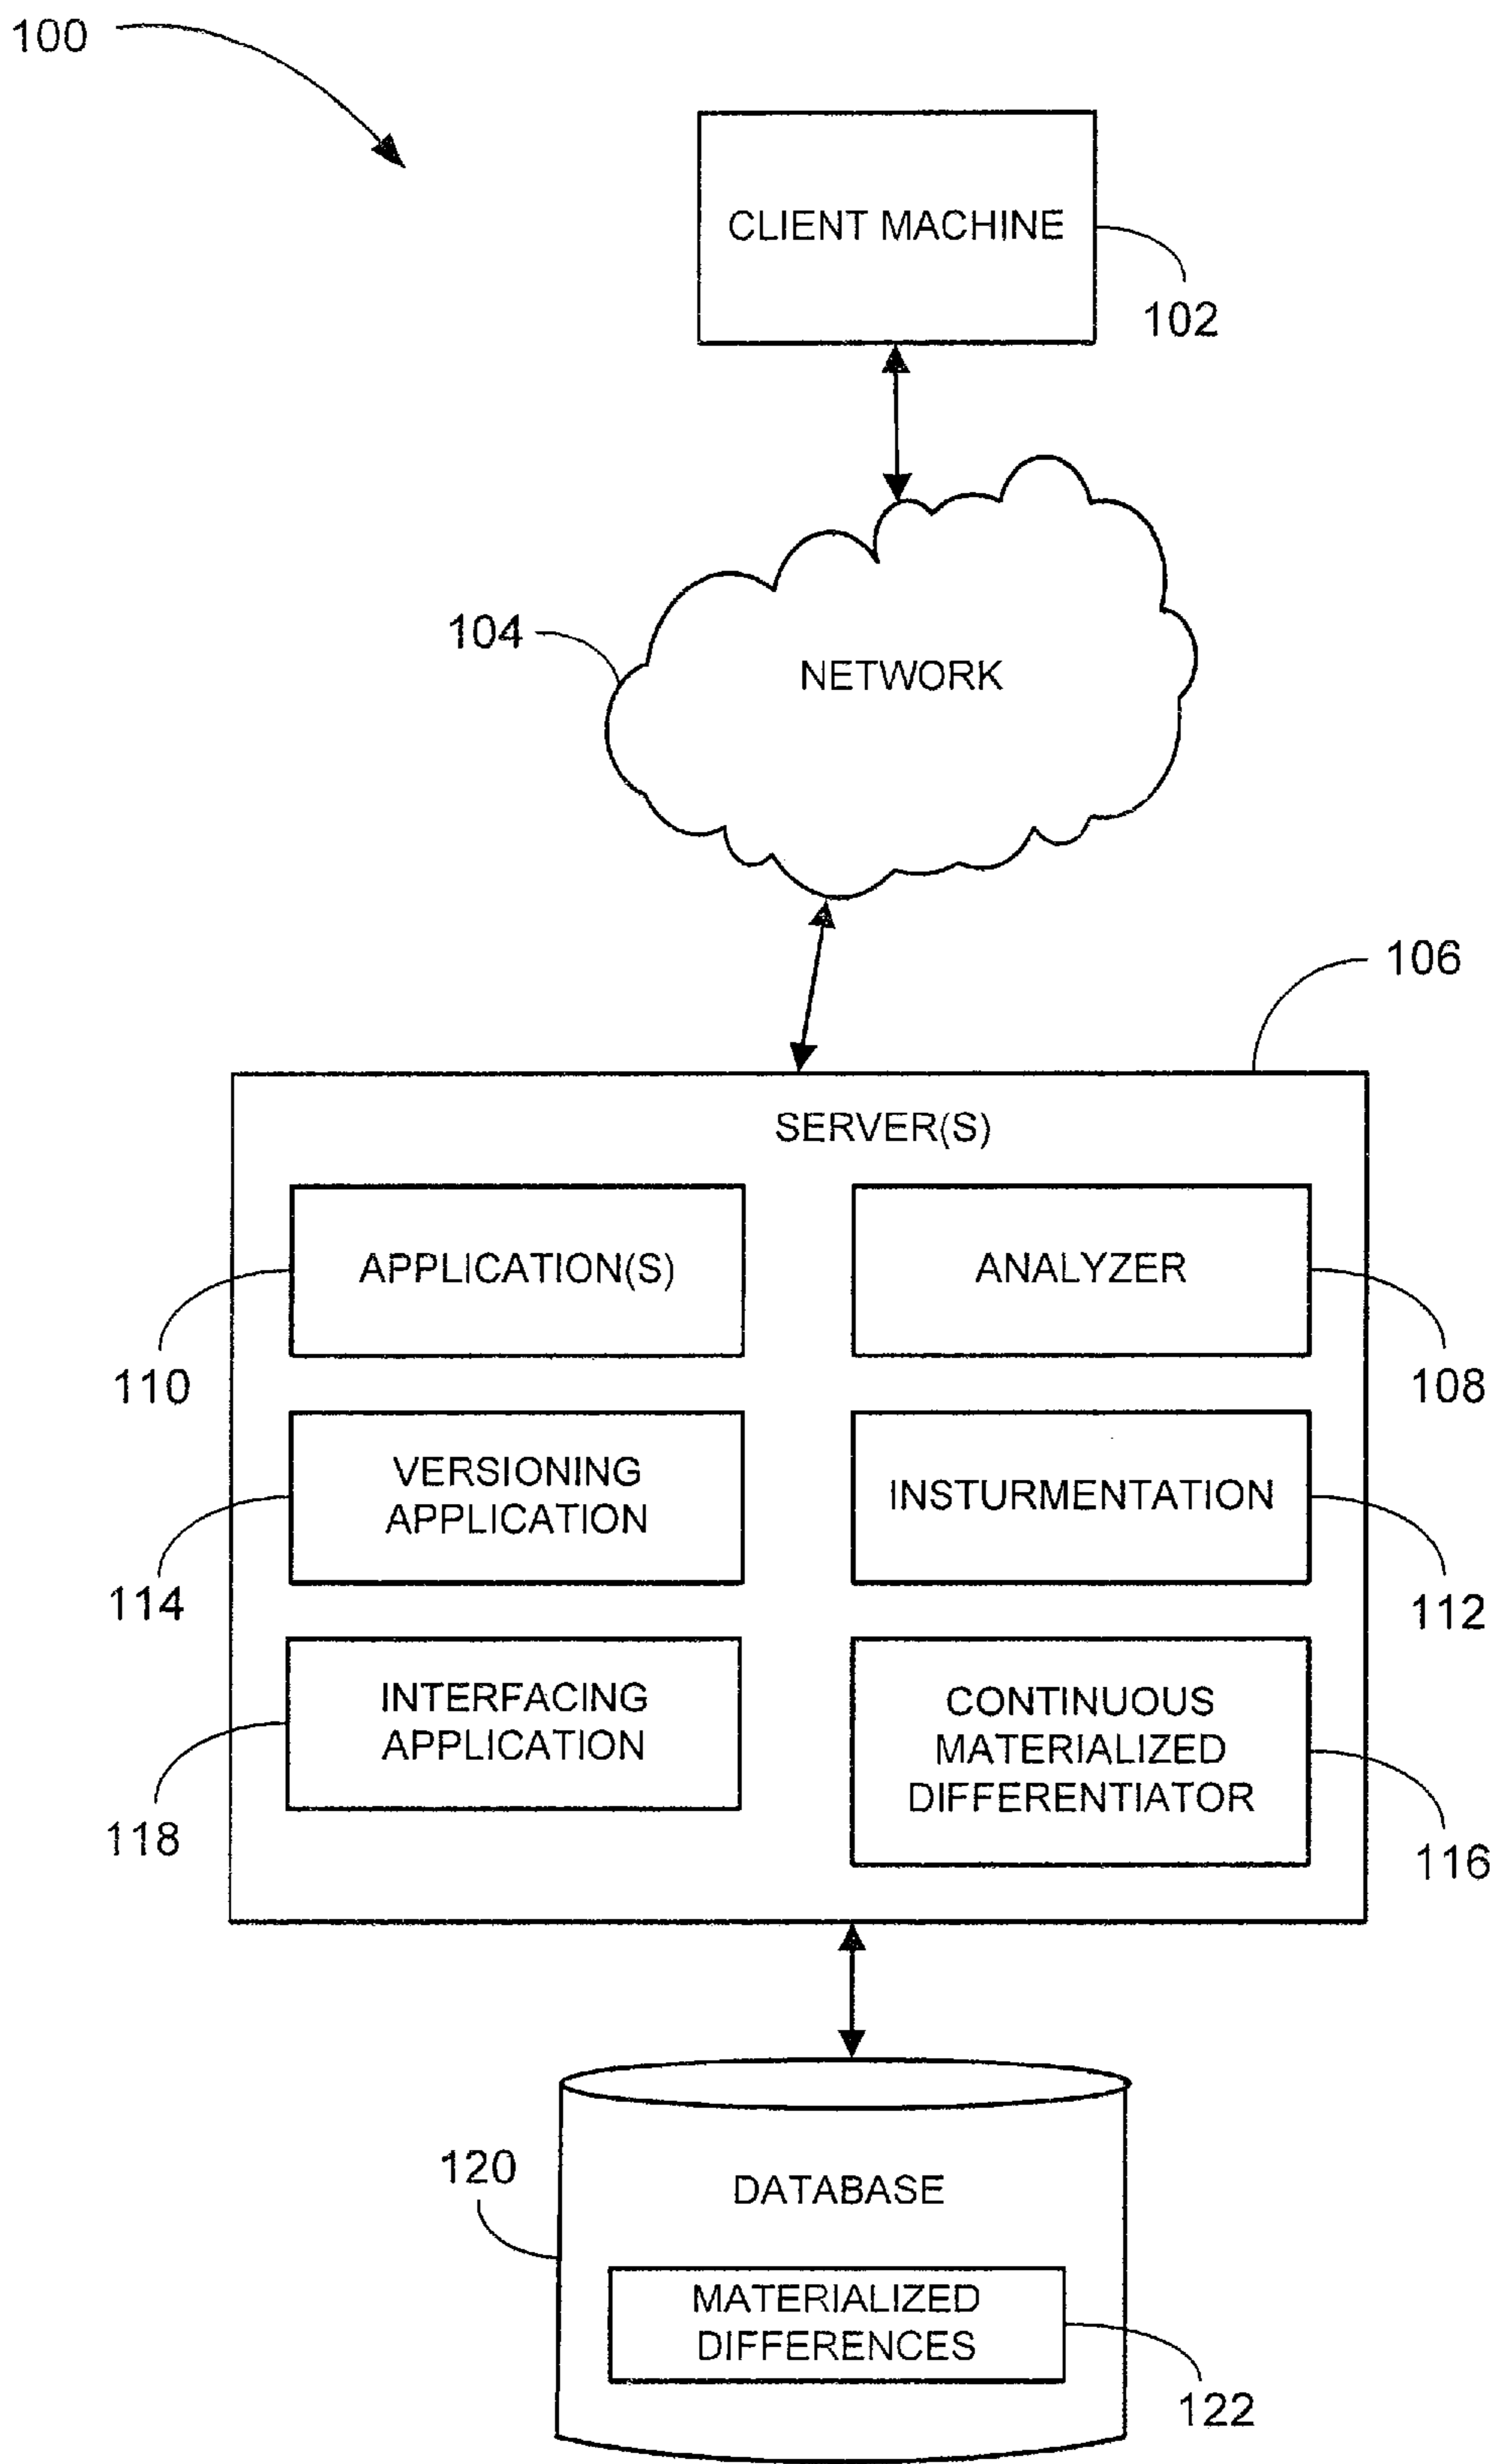 100
CLIENT MACHINE
102
104
NETWORK
106
SERVER(S)
APPLICATION(S)
ANALYZER
110
108
VERSIONING
APPLICATION
INSTURMENTATION
114
112
INTERFACING
APPLICATION
CONTINUOUS
MATERIALIZED
DIFFERENTIATOR
118
116
120
DATABASE
MATERIALIZED
DIFFERENCES
122